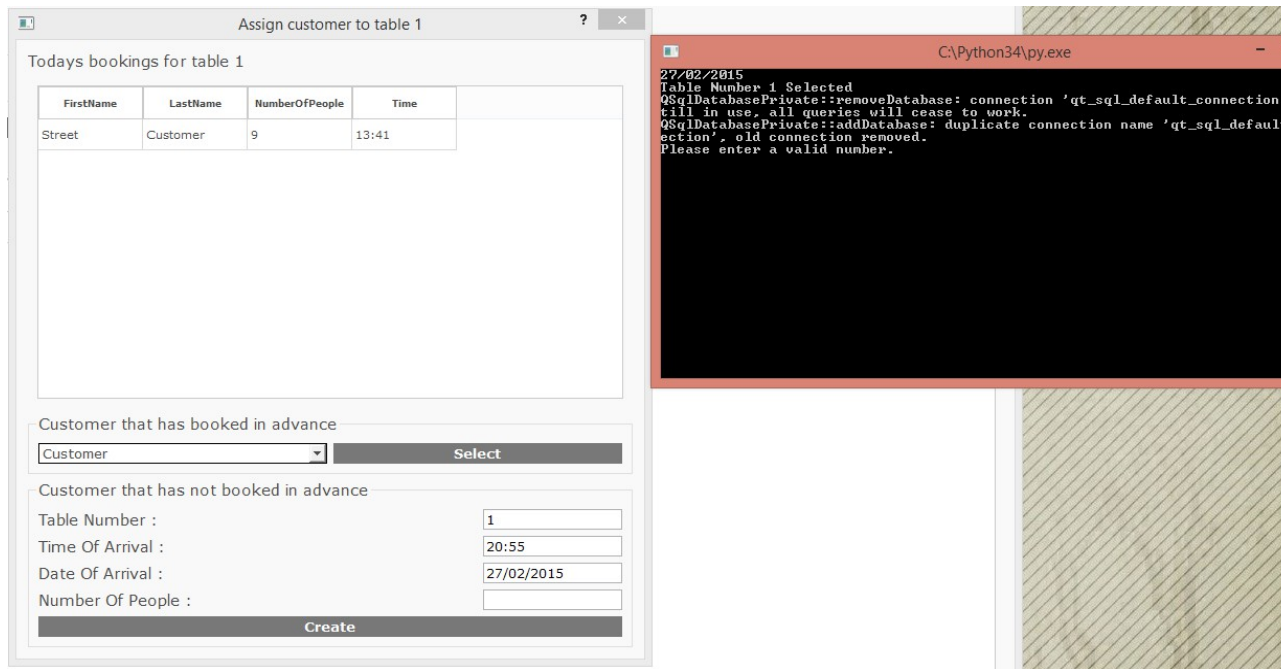 Assign customer to table 1
? ×
Todays bookings for table 1
FirstName LastName NumberOfPeople Time
Street Customer 9 13:41
Customer that has booked in advance
Customer Select
Customer that has not booked in advance
Table Number : 1
Time Of Arrival : 20:55
Date Of Arrival : 27/02/2015
Number Of People :
Create
C:\Python34\py.exe
27/02/2015
Table Number 1 Selected
QSqlDatabasePrivate::removeDatabase: connection 'qt_sql_default_connection
till in use, all queries will cease to work.
QSqlDatabasePrivate::addDatabase: duplicate connection name 'qt_sql_defaul
ection', old connection removed.
Please enter a valid number.